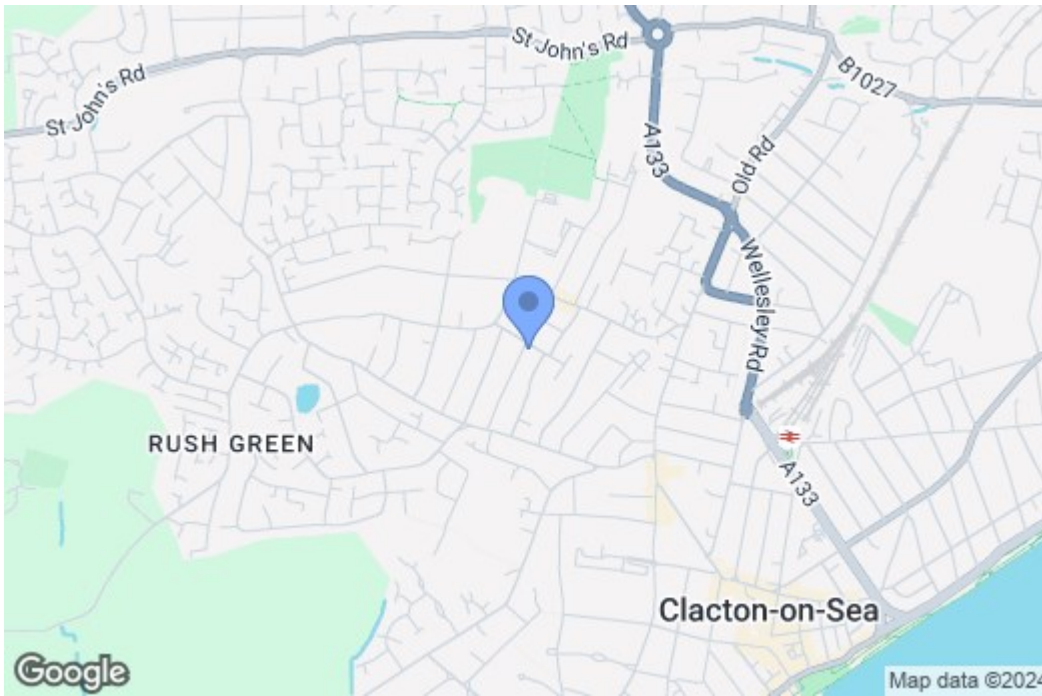 St John's Rd
St John's Rd
B1027
A133
Old Rd
Wellesley Rd
RUSH GREEN
A133
Clacton-on-Sea
Google
Map data ©2024